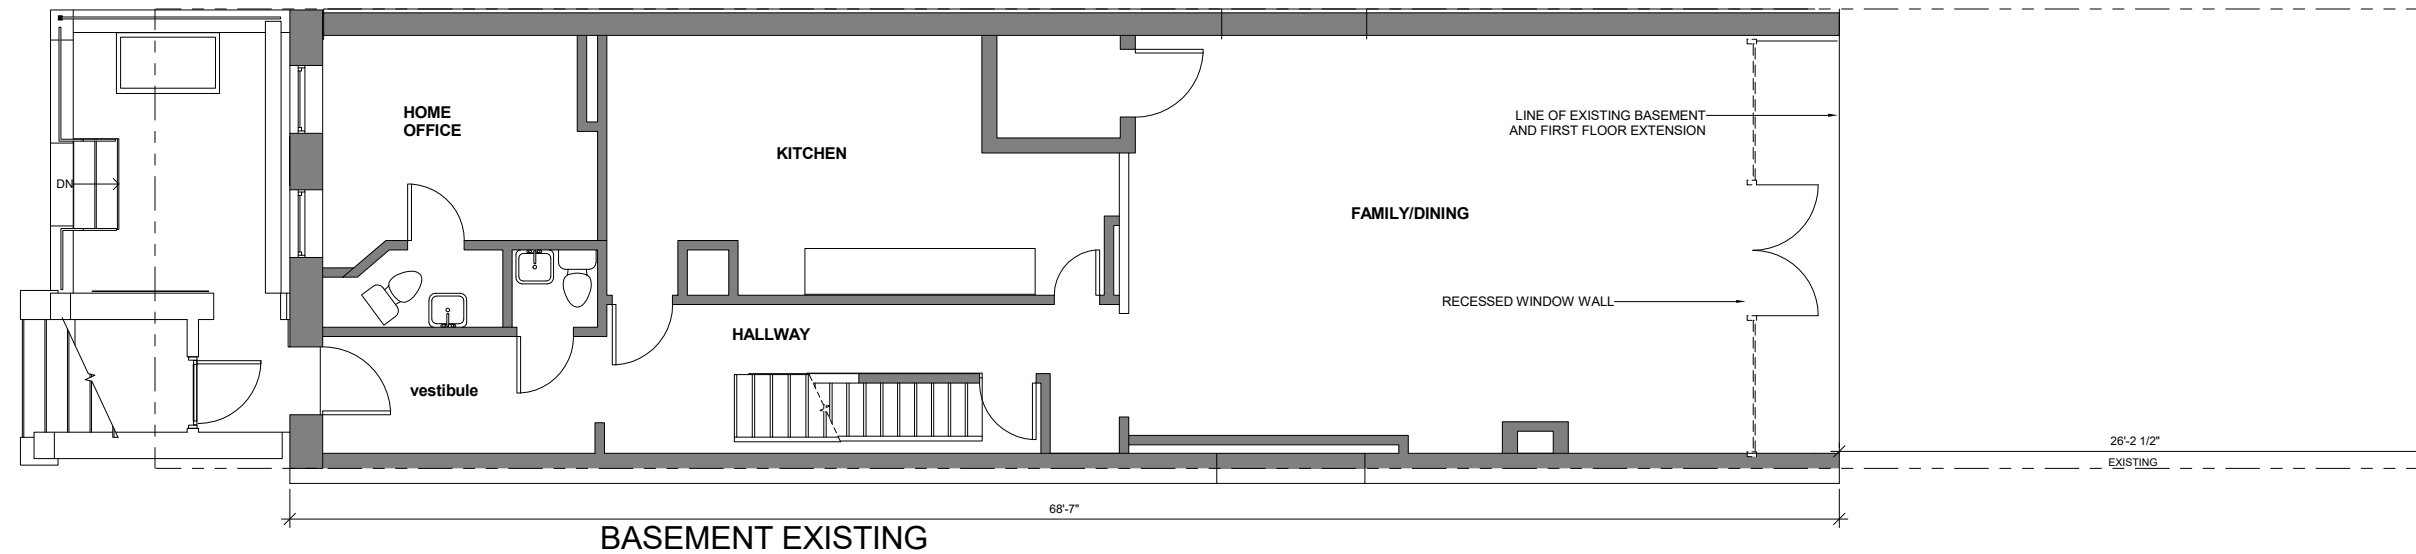 HOME
OFFICE
KITCHEN
LINE OF EXISTING BASEMENT
AND FIRST FLOOR EXTENSION
DN
FAMILY/DINING
RECESSED WINDOW WALL
HALLWAY
vestibule
26'-2 1/2"
EXISTING
68'-7"
BASEMENT EXISTING